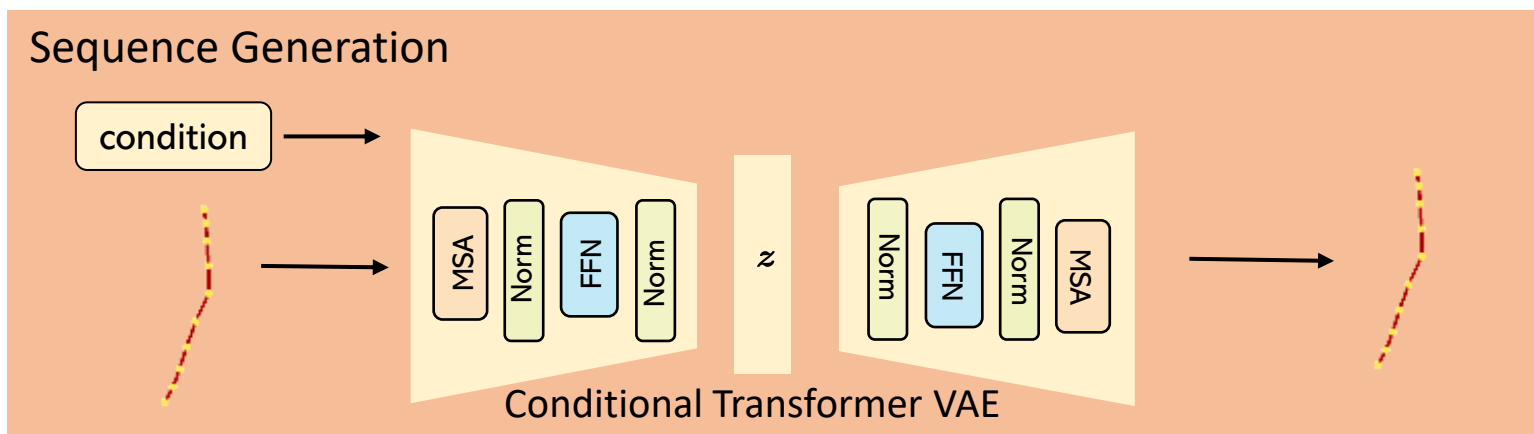 Sequence Generation
condition
MSA
Norm
FFN
Norm
z
Norm
FFN
Norm
MSA
Conditional Transformer VAE